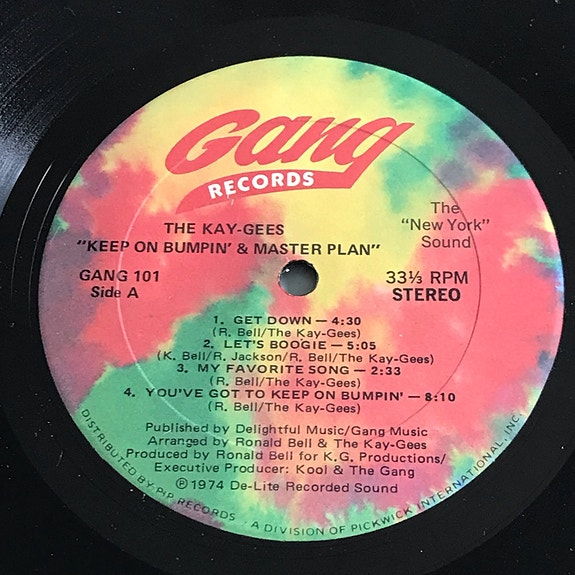 Gang
RECORDS
The
"New York"
Sound
THE KAY-GEES
"KEEP ON BUMPIN' & MASTER PLAN"
GANG 101
Side A
33⅓ RPM
STEREO
1. GET DOWN — 4:30
(R. Bell/The Kay-Gees)
2. LET'S BOOGIE — 5:05
(K. Bell/R. Jackson/R. Bell/The Kay-Gees)
3. MY FAVORITE SONG — 2:33
(R. Bell/The Kay-Gees)
4. YOU'VE GOT TO KEEP ON BUMPIN' — 8:10
(R. Bell/The Kay-Gees)
Published by Delightful Music/Gang Music
Arranged by Ronald Bell & The Kay-Gees
Produced by Ronald Bell for K.G. Productions/
Executive Producer: Kool & The Gang
℗ 1974 De-Lite Recorded Sound
DISTRIBUTED BY PIP RECORDS · A DIVISION OF PICKWICK INTERNATIONAL, INC.